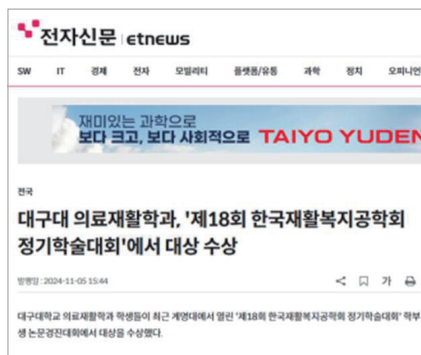 전자신문 etnews
SW IT 경제 전자 모빌리티 플랫폼/유통 과학 정치 오피니언
재미있는 과학으로
보다 크고, 보다 사회적으로 TAIYO YUDEN
전국
대구대 의료재활학과, '제18회 한국재활복지공학회
정기학술대회'에서 대상 수상
발행일 : 2024-11-05 15:44
가
대구대학교 의료재활학과 학생들이 최근 계명대에서 열린 '제18회 한국재활복지공학회 정기학술대회' 학부
생 논문경진대회에서 대상을 수상했다.